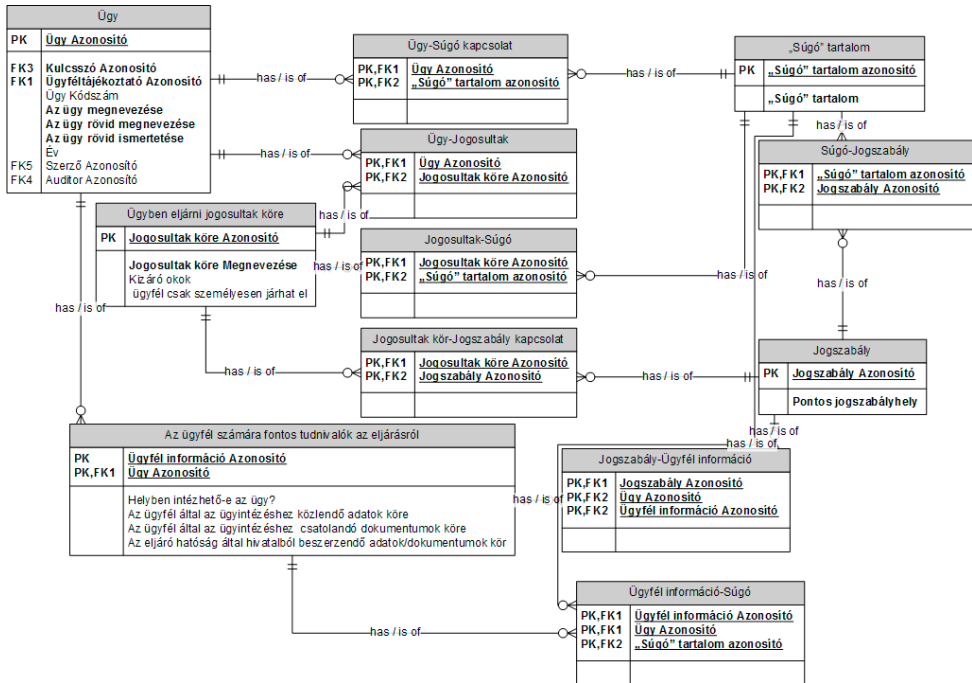 Ügy
PK Ügy Azonosító
FK3 Kulcsszó Azonosító
FK1 Ügyféltájékoztató Azonosító
Ügy Kódszám
Az ügy megnevezése
Az ügy rövid megnevezése
Az ügy rövid ismertetése
Év
FK5 Szerző Azonosító
FK4 Auditor Azonosító
has / is of
Ügy-Súgó kapcsolat
PK,FK1 Ügy Azonosító
PK,FK2 „Súgó” tartalom azonosító
has / is of
„Súgó” tartalom
PK „Súgó” tartalom azonosító
„Súgó” tartalom
has / is of
Ügy-Jogosultak
PK,FK1 Ügy Azonosító
PK,FK2 Jogosultak köre Azonosító
has / is of
has / is of
Súgó-Jogszabály
PK,FK1 „Súgó” tartalom azonosító
PK,FK2 Jogszabály Azonosító
Ügyben eljárni jogosultak köre
PK Jogosultak köre Azonosító
Jogosultak köre Megnevezése
Kizáró okok
ügyfél csak személyesen járhat el
has / is of
has / is of
Jogosultak-Súgó
PK,FK1 Jogosultak köre Azonosító
PK,FK2 „Súgó” tartalom azonosító
has / is of
has / is of
has / is of
Jogosultak kör-Jogszabály kapcsolat
PK,FK1 Jogosultak köre Azonosító
PK,FK2 Jogszabály Azonosító
has / is of
has / is of
Jogszabály
PK Jogszabály Azonosító
Pontos jogszabályhely
Az ügyfél számára fontos tudnivalók az eljárásról
PK Ügyfél információ Azonosító
PK,FK1 Ügy Azonosító
Helyben intézhető-e az ügy?
Az ügyfél által az ügyintézéshez közlendő adatok köre
Az ügyfél által az ügyintézéshez csatolandó dokumentumok köre
Az eljáró hatóság által hivatalból beszerzendő adatok/dokumentumok kör
has / is of
has / is of
has / is of
Jogszabály-Ügyfél információ
PK,FK1 Jogszabály Azonosító
PK,FK2 Ügy Azonosító
PK,FK2 Ügyfél információ Azonosító
has / is of
Ügyfél információ-Súgó
PK,FK1 Ügyfél információ Azonosító
PK,FK1 Ügy Azonosító
PK,FK2 „Súgó” tartalom azonosító